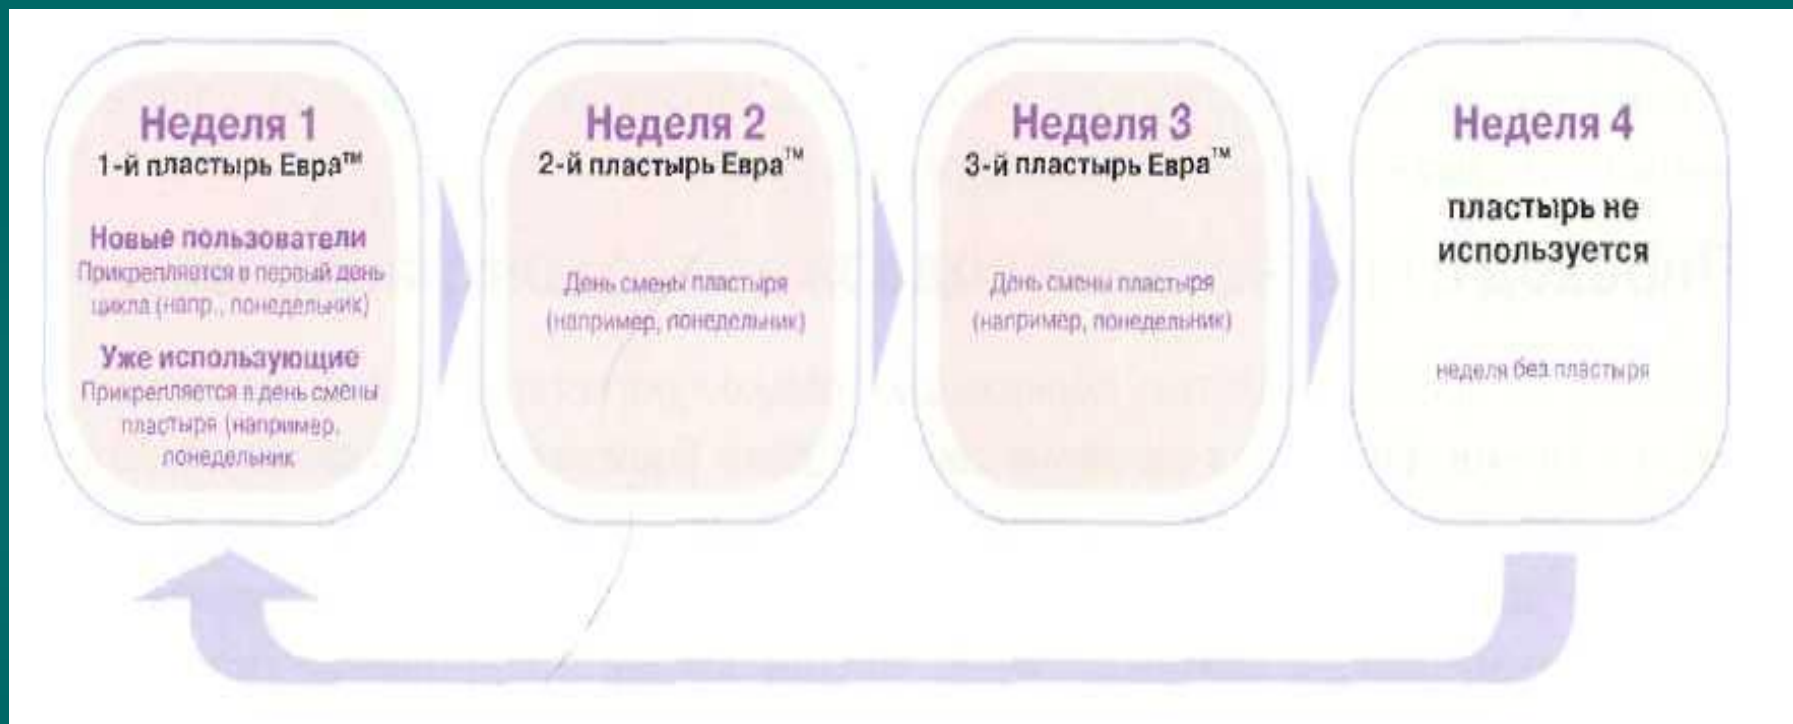 Неделя 1
1-й пластырь Евра™
Новые пользователи
Прикрепляется в первый день
цикла (напр., понедельник)
Уже использующие
Прикрепляется в день смены
пластыря (например,
понедельник
Неделя 2
2-й пластырь Евра™
День смены пластыря
(например, понедельник)
Неделя 3
3-й пластырь Евра™
День смены пластыря
(например, понедельник)
Неделя 4
пластырь не
используется
неделя без пластыря